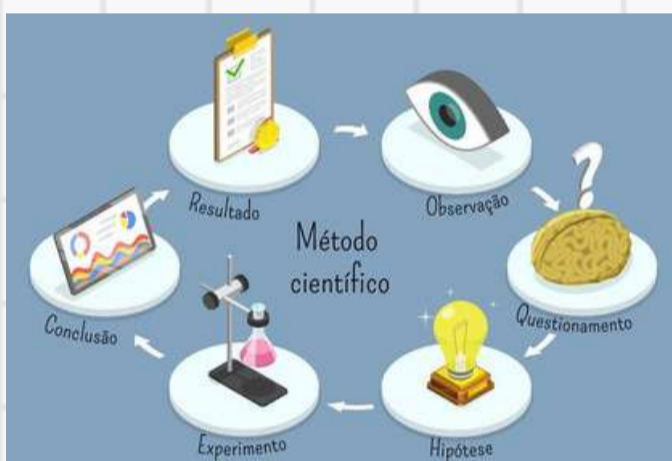 Método
científico
Observação
Questionamento
Hipótese
Experimento
Conclusão
Resultado